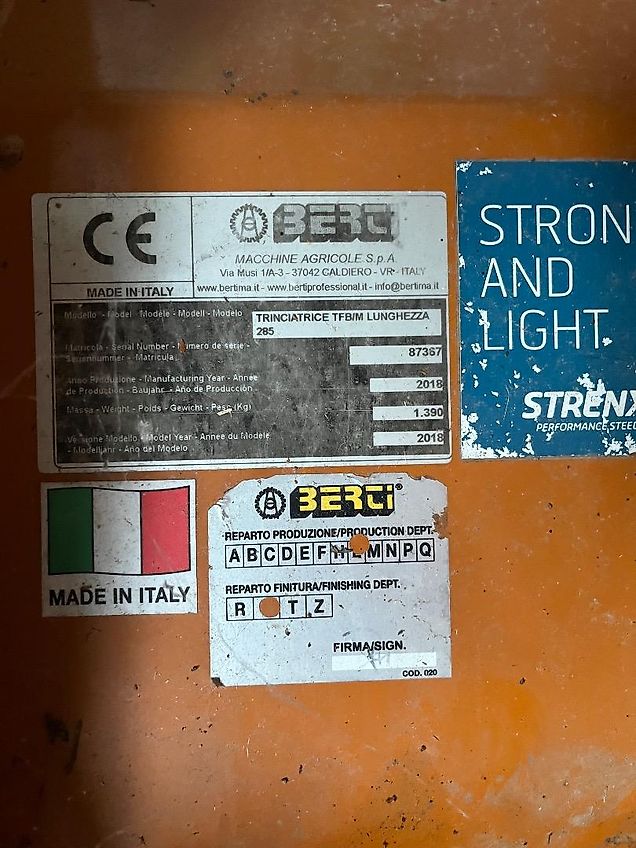 CE
MADE IN ITALY
BERTI
MACCHINE AGRICOLE S.p.A.
Via Musi 1/A-3 - 37042 CALDIERO - VR - ITALY
www.bertima.it - www.bertiprofessional.it - info@bertima.it
Modello - Model - Modèle - Modell - Modelo
TRINCIATRICE TFB/M LUNGHEZZA
285
Matricola - Serial Number - Numero de serie -
Seriennummer - Matricula
87367
Anno Produzione - Manufacturing Year - Annee
de Production - Baujahr - Año de Producción
2018
Massa - Weight - Poids - Gewicht - Peso (Kg)
1.390
Versione Modello - Model Year - Annee du Modele
- Modelljahr - Año del Modelo
2018
STRON
AND
LIGHT
STRENX
PERFORMANCE STEEL
MADE IN ITALY
BERTI®
REPARTO PRODUZIONE/PRODUCTION DEPT.
A B C D E F H M N P Q
REPARTO FINITURA/FINISHING DEPT.
R T Z
FIRMA/SIGN.
COD. 020